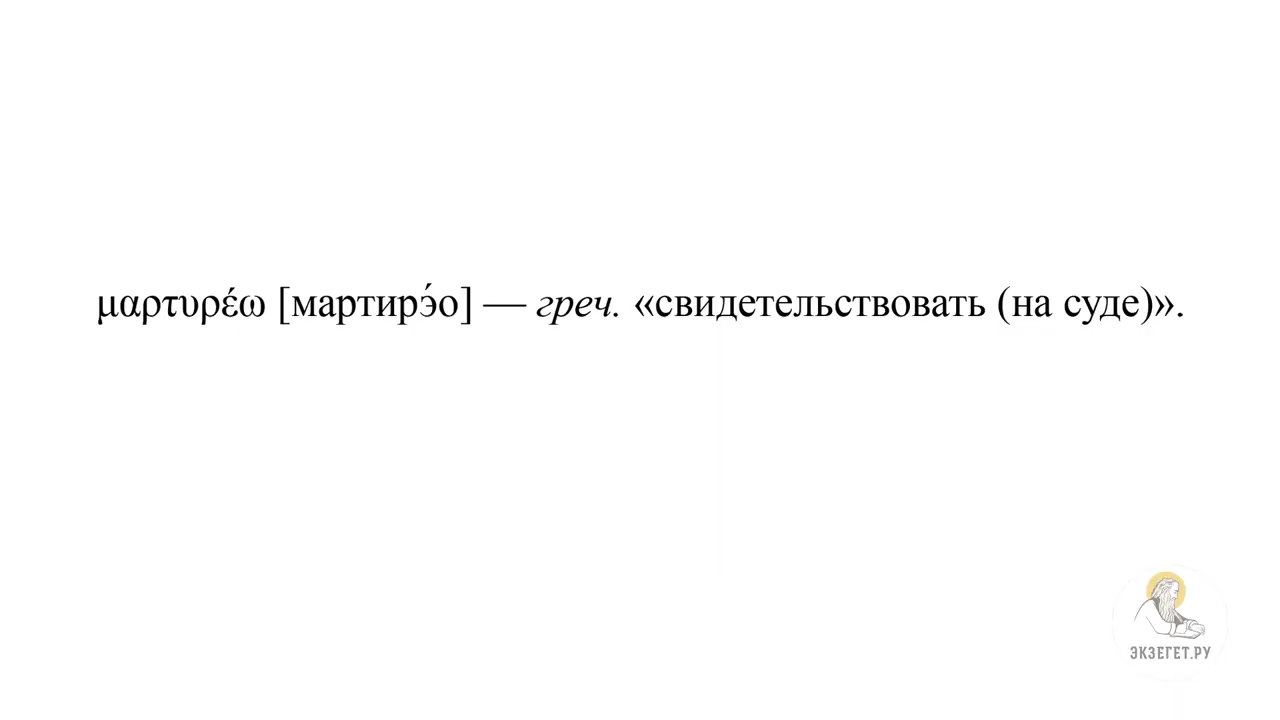 μαρτυρέω [мартирэ́о] — греч. «свидетельствовать (на суде)».
ЭКЗЕГЕТ.РУ